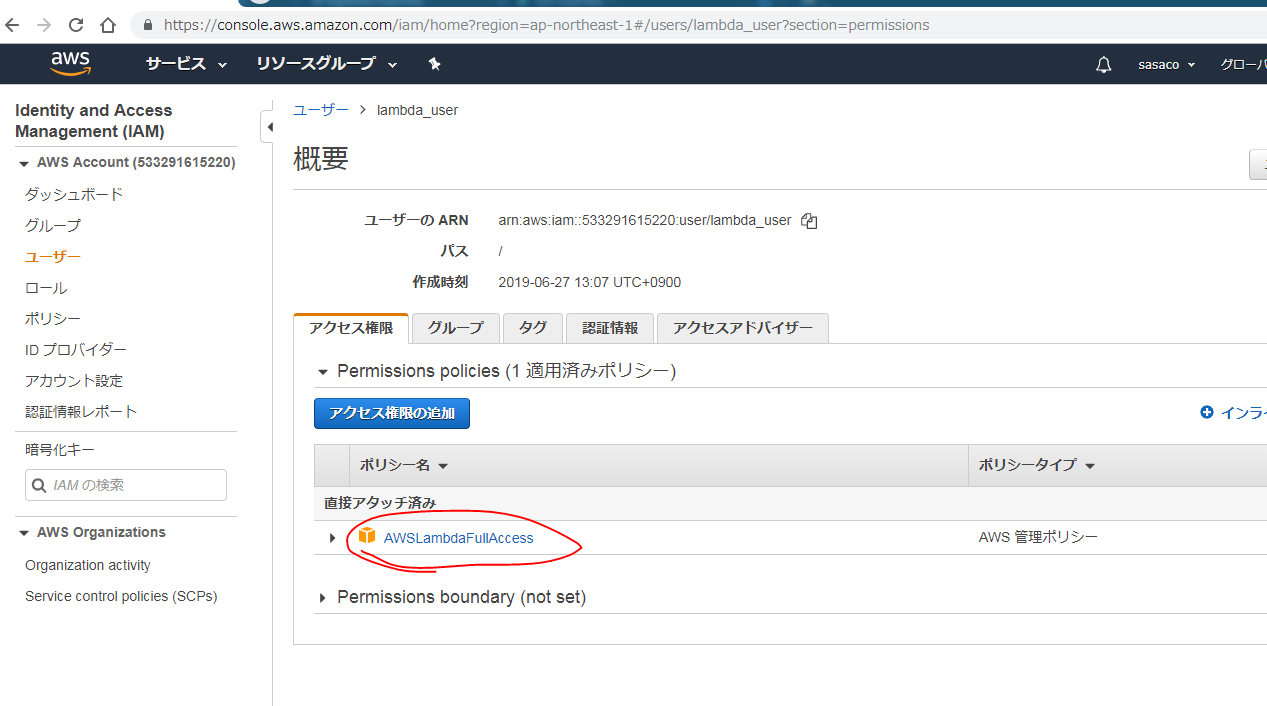 https://console.aws.amazon.com/iam/home?region=ap-northeast-1#/users/lambda_user?section=permissions
aws サービス リソースグループ sasaco グローバ
Identity and Access
Management (IAM)
AWS Account (533291615220)
ダッシュボード
グループ
ユーザー
ロール
ポリシー
ID プロバイダー
アカウント設定
認証情報レポート
暗号化キー
IAM の検索
AWS Organizations
Organization activity
Service control policies (SCPs)
ユーザー > lambda_user
概要
ユーザーの ARN arn:aws:iam::533291615220:user/lambda_user
パス /
作成時刻 2019-06-27 13:07 UTC+0900
アクセス権限 グループ タグ 認証情報 アクセスアドバイザー
Permissions policies (1 適用済みポリシー)
アクセス権限の追加 インライ
ポリシー名 ポリシータイプ
直接アタッチ済み
AWSLambdaFullAccess AWS 管理ポリシー
Permissions boundary (not set)